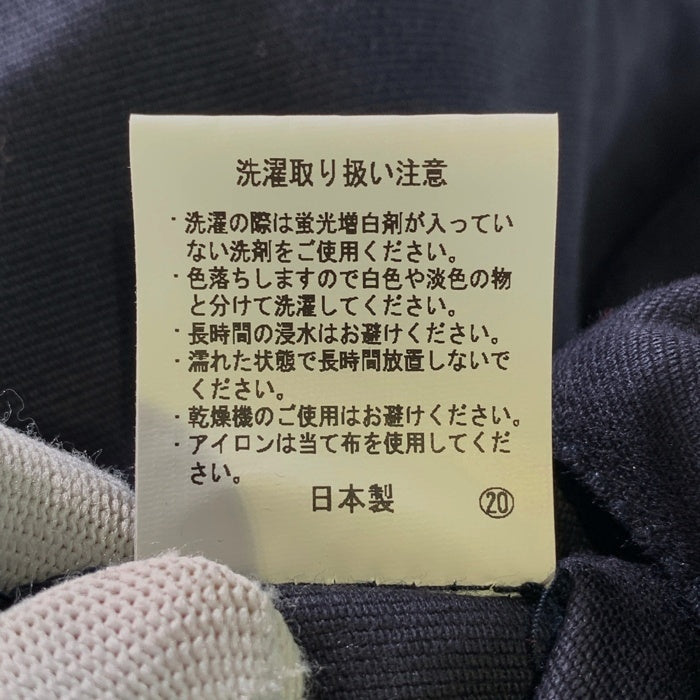 洗濯取り扱い注意
・洗濯の際は蛍光増白剤が入ってい
ない洗剤をご使用ください。
・色落ちしますので白色や淡色の物
と分けて洗濯してください。
・長時間の浸水はお避けください。
・濡れた状態で長時間放置しないで
ください。
・乾燥機のご使用はお避けください。
・アイロンは当て布を使用してくだ
さい。
日本製 ⑳